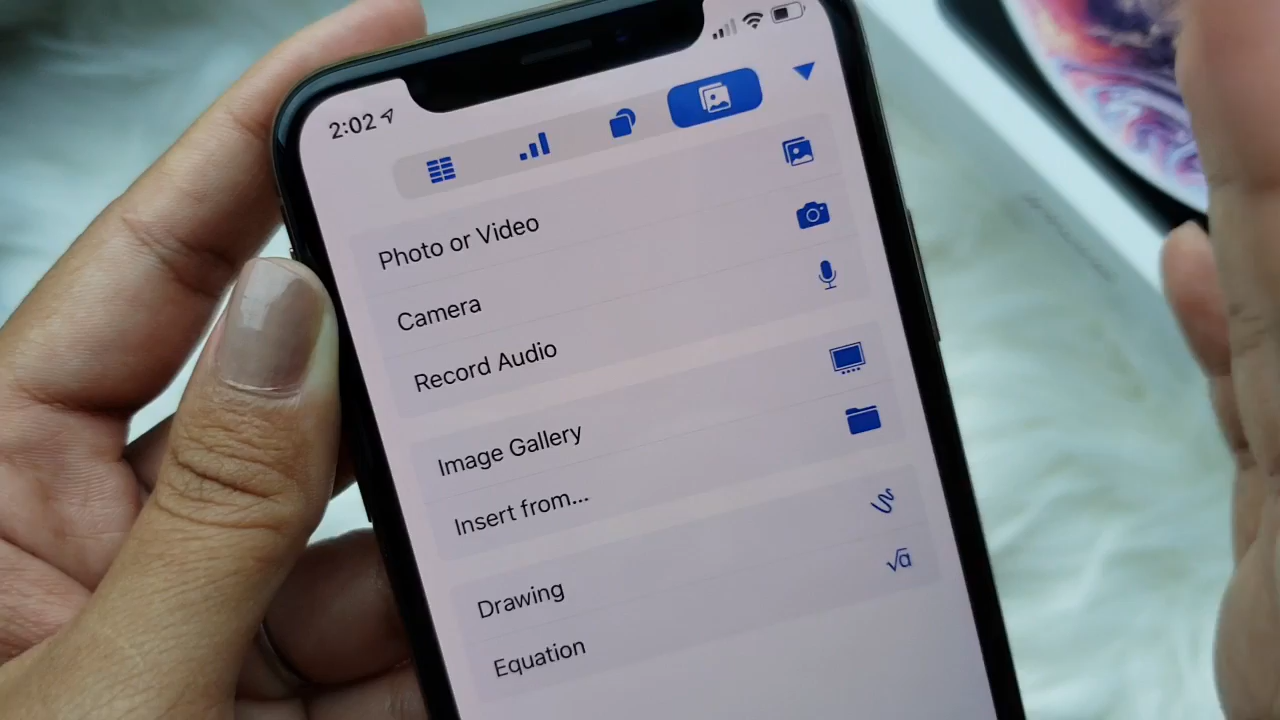 2:02
Photo or Video
Camera
Record Audio
Image Gallery
Insert from...
Drawing
Equation
√a